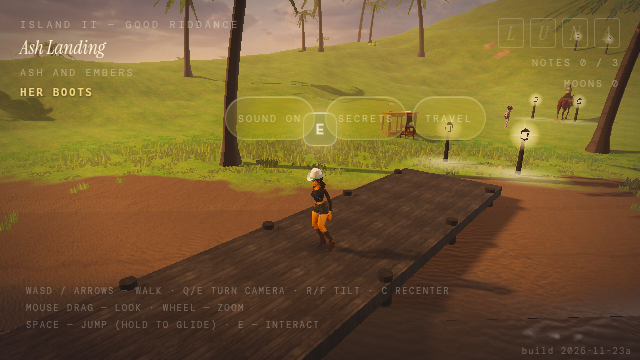 ISLAND II — GOOD RIDDANCE
Ash Landing
ASH AND EMBERS
HER BOOTS
L U N A
NOTES 0 / 3
MOONS 0
SOUND ON
E
SECRETS
TRAVEL
WASD / ARROWS — WALK · Q/E TURN CAMERA · R/F TILT · C RECENTER
MOUSE DRAG — LOOK · WHEEL — ZOOM
SPACE — JUMP (HOLD TO GLIDE) · E — INTERACT
build 2026-11-23a